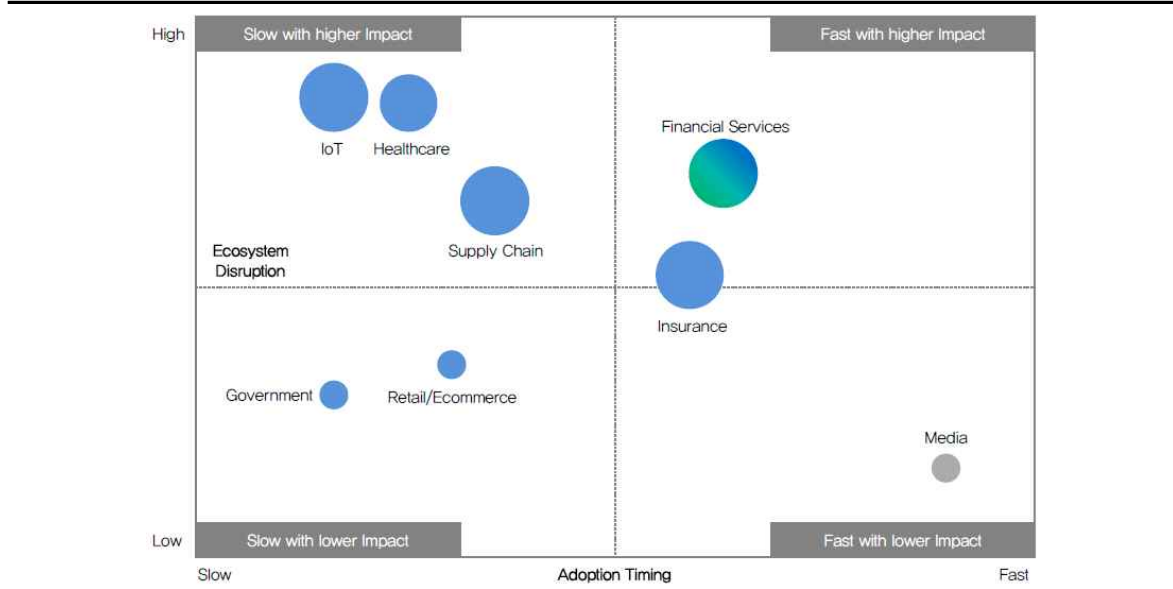 High
Slow with higher Impact
Fast with higher Impact
Financial Services
IoT
Healthcare
Supply Chain
Ecosystem
Disruption
Insurance
Government
Retail/Ecommerce
Media
Low
Slow with lower Impact
Fast with lower Impact
Slow
Adoption Timing
Fast